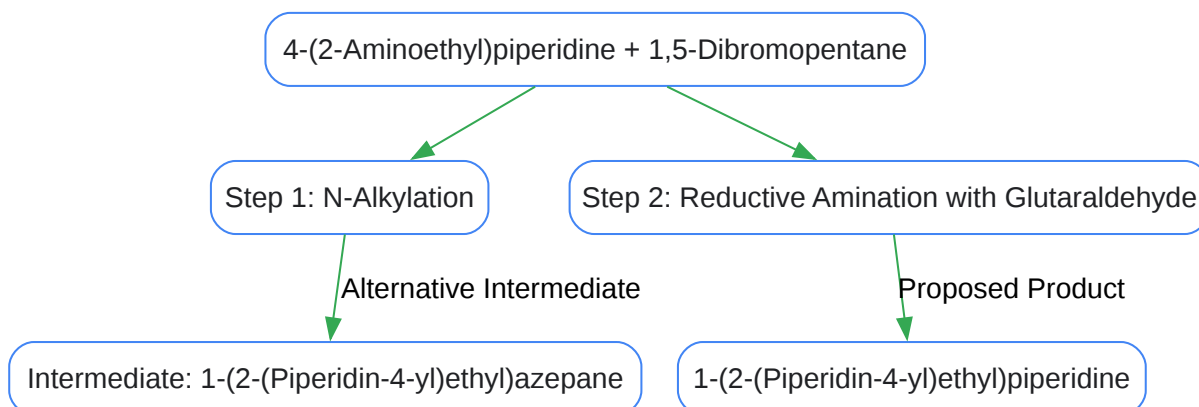 4-(2-Aminoethyl)piperidine + 1,5-Dibromopentane
Step 1: N-Alkylation
Step 2: Reductive Amination with Glutaraldehyde
Alternative Intermediate
Proposed Product
Intermediate: 1-(2-(Piperidin-4-yl)ethyl)azepane
1-(2-(Piperidin-4-yl)ethyl)piperidine